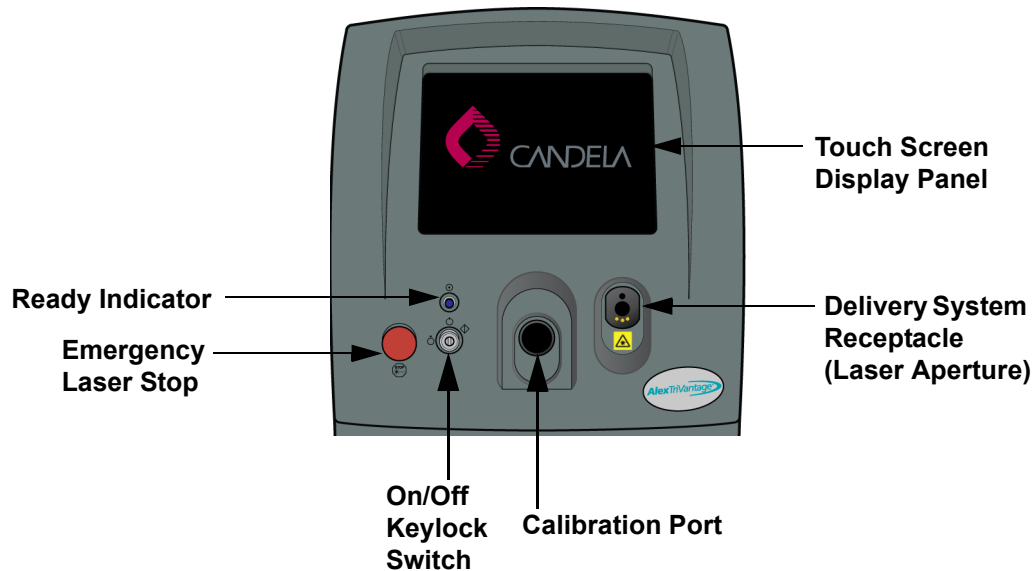 CANDELA
Touch Screen
Display Panel
Ready Indicator
Emergency
Laser Stop
Delivery System
Receptacle
(Laser Aperture)
AlexTriVantage
On/Off
Keylock
Switch
Calibration Port